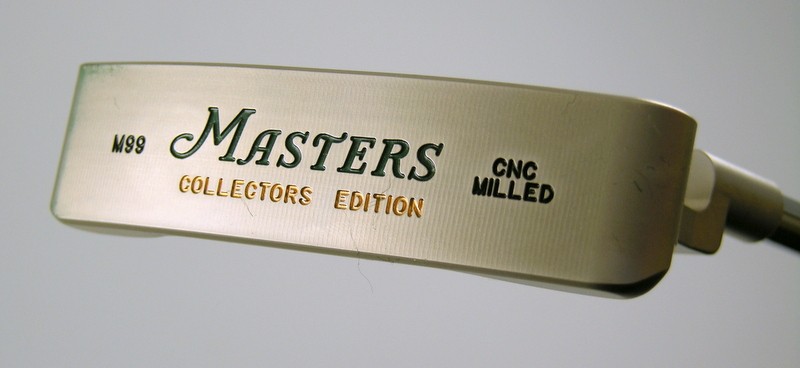 M99
MASTERS
COLLECTORS EDITION
CNC
MILLED